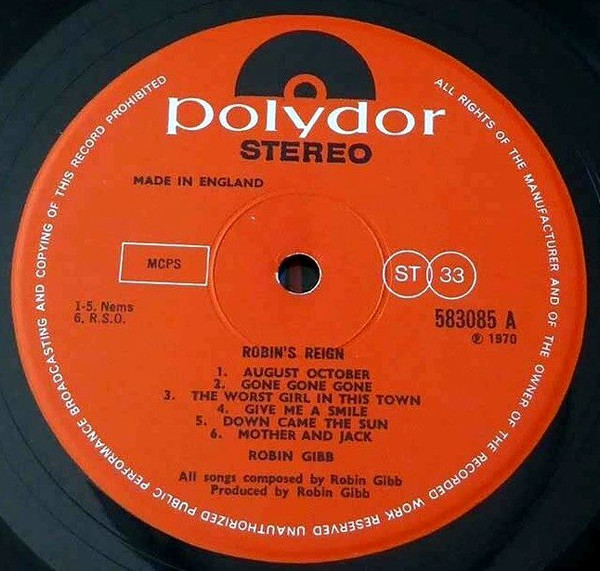 polydor
STEREO
MADE IN ENGLAND
MCPS
ST 33
1-5. Nems
6. R.S.O.
583085 A
℗ 1970
ROBIN'S REIGN
1. AUGUST OCTOBER
2. GONE GONE GONE
3. THE WORST GIRL IN THIS TOWN
4. GIVE ME A SMILE
5. DOWN CAME THE SUN
6. MOTHER AND JACK
ROBIN GIBB
All songs composed by Robin Gibb
Produced by Robin Gibb
ALL RIGHTS OF THE MANUFACTURER AND OF THE OWNER OF THE RECORDED WORK RESERVED UNAUTHORIZED PUBLIC PERFORMANCE BROADCASTING AND COPYING OF THIS RECORD PROHIBITED